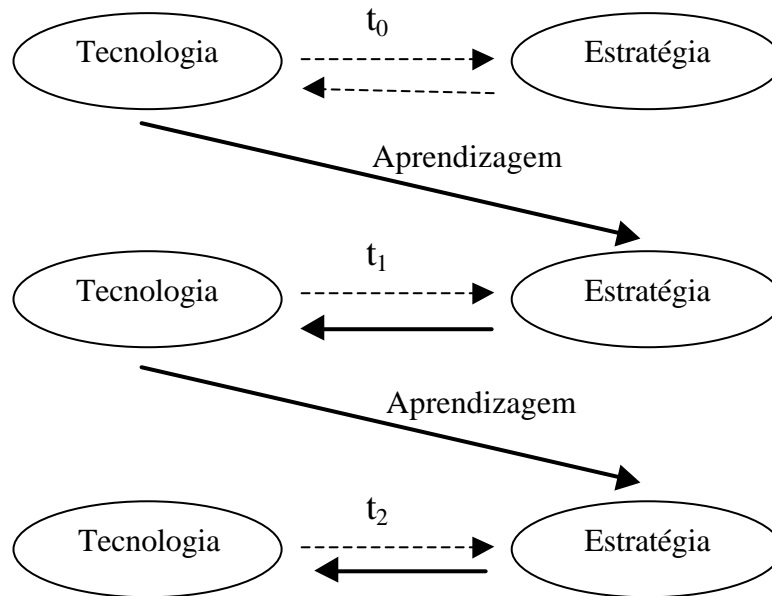 t₀
Tecnologia
Estratégia
Aprendizagem
t₁
Tecnologia
Estratégia
Aprendizagem
t₂
Tecnologia
Estratégia